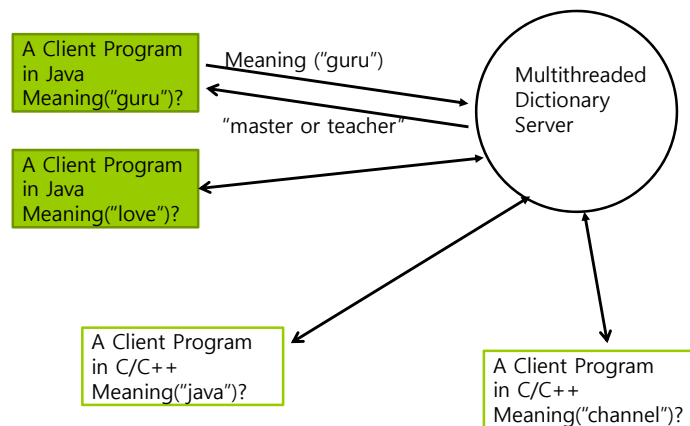 A Client Program
in Java
Meaning("guru")?
Meaning ("guru")
"master or teacher"
Multithreaded
Dictionary
Server
A Client Program
in Java
Meaning("love")?
A Client Program
in C/C++
Meaning("java")?
A Client Program
in C/C++
Meaning("channel")?